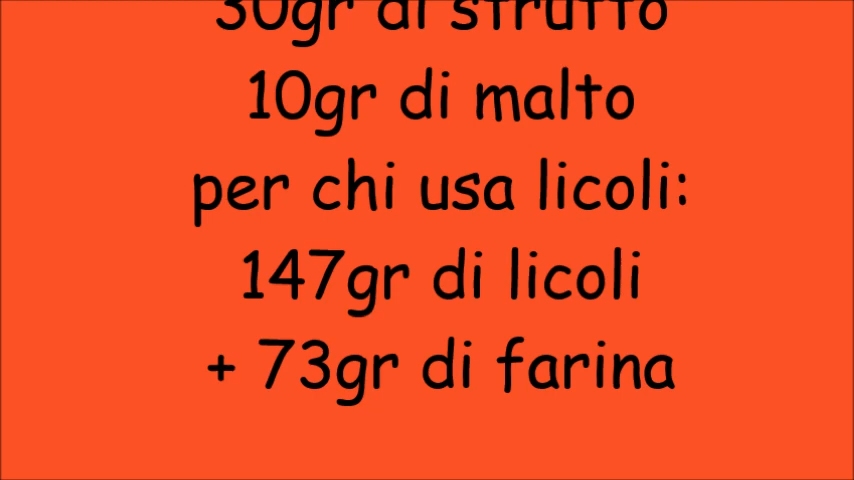 30gr di strutto
10gr di malto
per chi usa licoli:
147gr di licoli
+ 73gr di farina